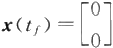 x(t_f) = [0
0]